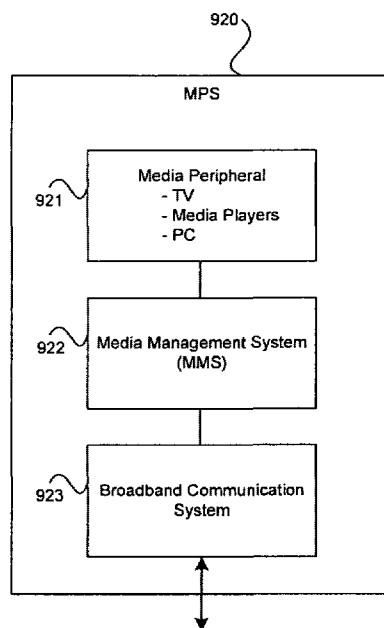 920
MPS
921
Media Peripheral
- TV
- Media Players
- PC
922
Media Management System
(MMS)
923
Broadband Communication
System